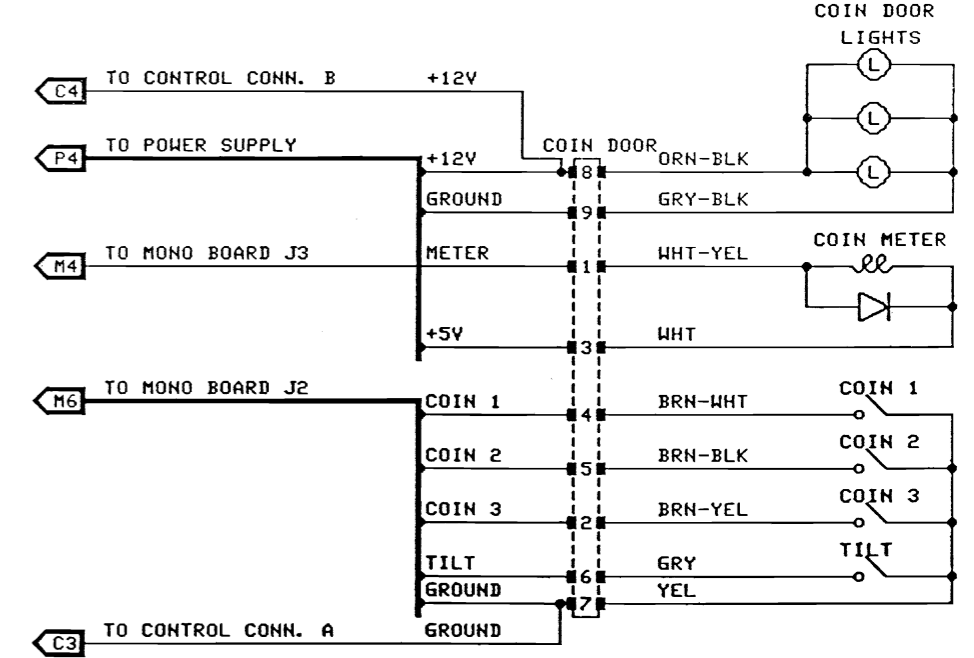 COIN DOOR
LIGHTS
L
C4 TO CONTROL CONN. B +12V
L
P4 TO POWER SUPPLY
COIN DOOR
+12V 8 ORN-BLK L
GROUND 9 GRY-BLK
COIN METER
M4 TO MONO BOARD J3 METER 1 WHT-YEL
+5V 3 WHT
M6 TO MONO BOARD J2
COIN 1 4 BRN-WHT COIN 1
COIN 2 5 BRN-BLK COIN 2
COIN 3 2 BRN-YEL COIN 3
TILT 6 GRY TILT
GROUND 7 YEL
C3 TO CONTROL CONN. A GROUND